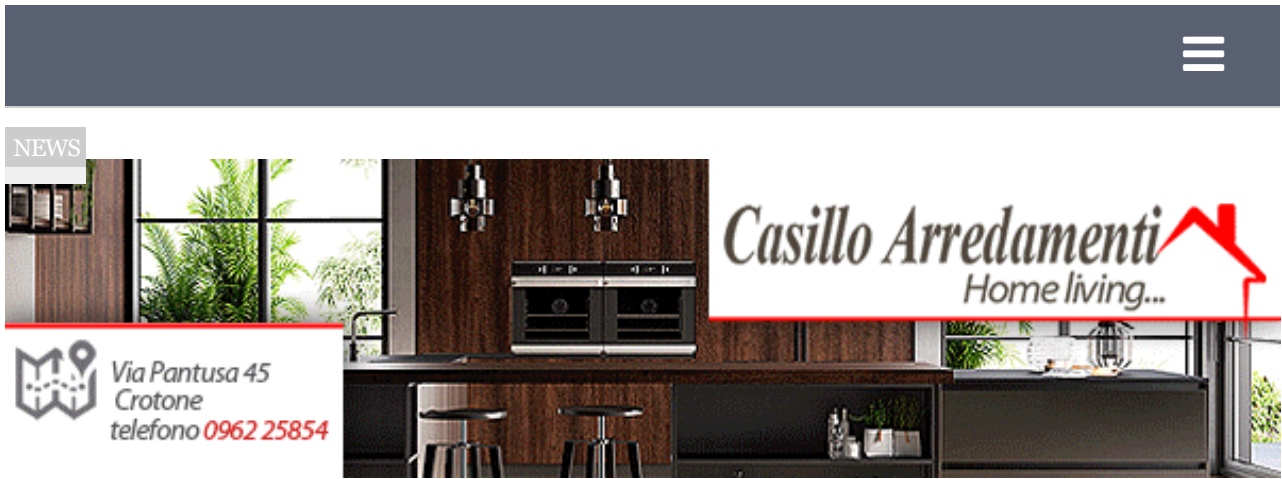 NEWS
Casillo Arredamenti
Home living...
Via Pantusa 45
Crotone
telefono 0962 25854